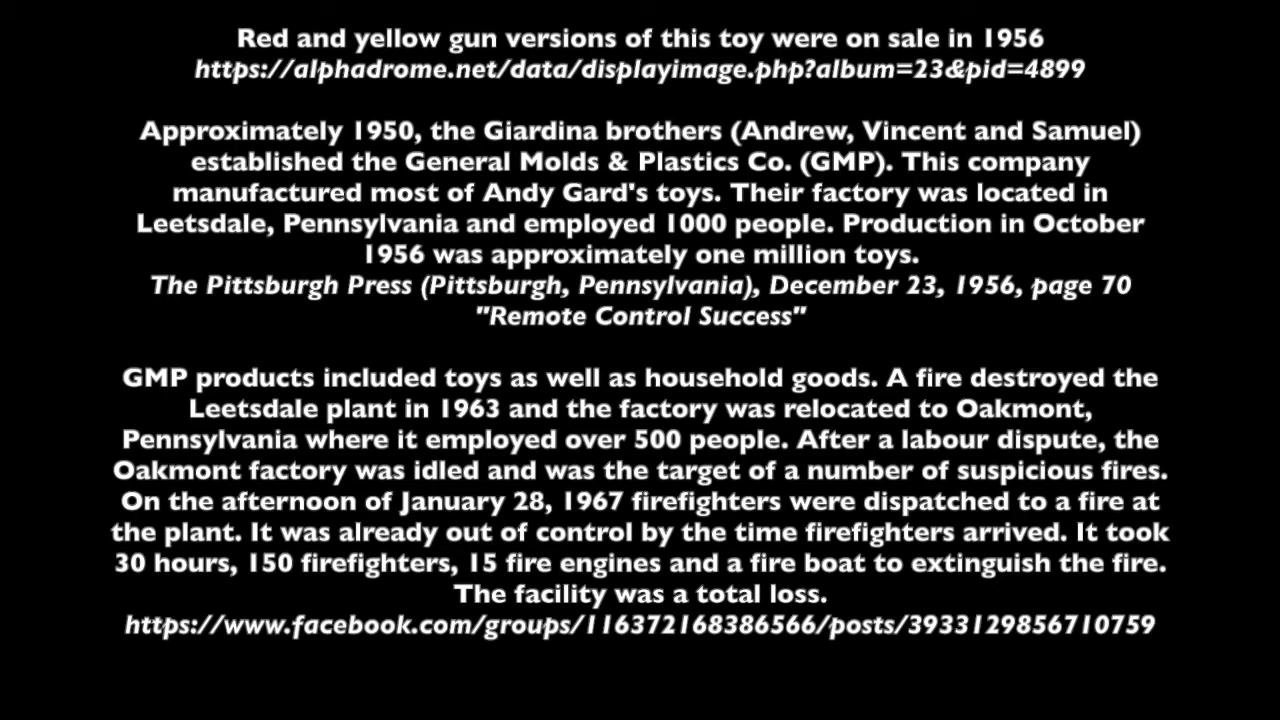 Red and yellow gun versions of this toy were on sale in 1956
https://alphadrome.net/data/displayimage.php?album=23&pid=4899
Approximately 1950, the Giardina brothers (Andrew, Vincent and Samuel)
established the General Molds & Plastics Co. (GMP). This company
manufactured most of Andy Gard's toys. Their factory was located in
Leetsdale, Pennsylvania and employed 1000 people. Production in October
1956 was approximately one million toys.
The Pittsburgh Press (Pittsburgh, Pennsylvania), December 23, 1956, page 70
"Remote Control Success"
GMP products included toys as well as household goods. A fire destroyed the
Leetsdale plant in 1963 and the factory was relocated to Oakmont,
Pennsylvania where it employed over 500 people. After a labour dispute, the
Oakmont factory was idled and was the target of a number of suspicious fires.
On the afternoon of January 28, 1967 firefighters were dispatched to a fire at
the plant. It was already out of control by the time firefighters arrived. It took
30 hours, 150 firefighters, 15 fire engines and a fire boat to extinguish the fire.
The facility was a total loss.
https://www.facebook.com/groups/116372168386566/posts/3933129856710759